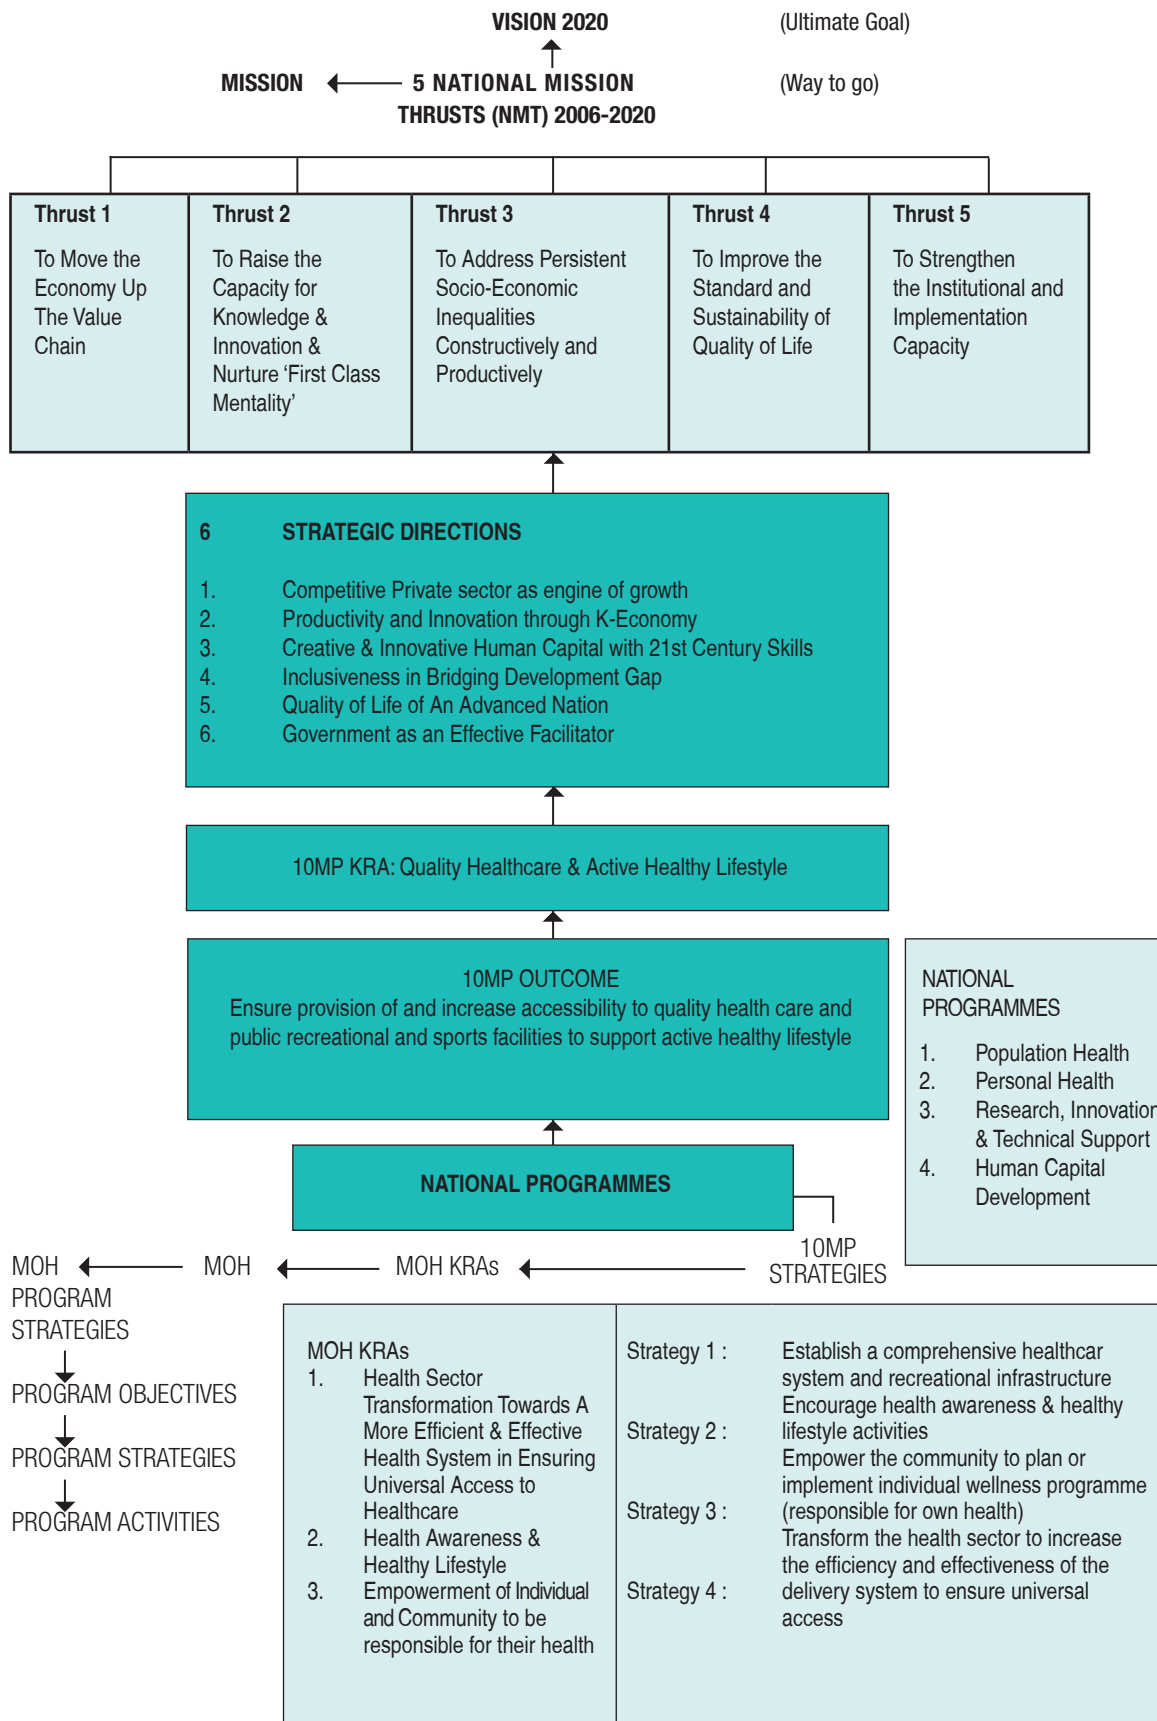 VISION 2020 (Ultimate Goal)
MISSION 5 NATIONAL MISSION (Way to go)
THRUSTS (NMT) 2006-2020
Thrust 1
To Move the
Economy Up
The Value
Chain
Thrust 2
To Raise the
Capacity for
Knowledge &
Innovation &
Nurture ‘First Class
Mentality’
Thrust 3
To Address Persistent
Socio-Economic
Inequalities
Constructively and
Productively
Thrust 4
To Improve the
Standard and
Sustainability of
Quality of Life
Thrust 5
To Strengthen
the Institutional and
Implementation
Capacity
6 STRATEGIC DIRECTIONS
1. Competitive Private sector as engine of growth
2. Productivity and Innovation through K-Economy
3. Creative & Innovative Human Capital with 21st Century Skills
4. Inclusiveness in Bridging Development Gap
5. Quality of Life of An Advanced Nation
6. Government as an Effective Facilitator
10MP KRA: Quality Healthcare & Active Healthy Lifestyle
10MP OUTCOME
Ensure provision of and increase accessibility to quality health care and
public recreational and sports facilities to support active healthy lifestyle
NATIONAL
PROGRAMMES
1. Population Health
2. Personal Health
3. Research, Innovation
& Technical Support
4. Human Capital
Development
NATIONAL PROGRAMMES
10MP
STRATEGIES
MOH KRAs
MOH
MOH
PROGRAM
STRATEGIES
PROGRAM OBJECTIVES
PROGRAM STRATEGIES
PROGRAM ACTIVITIES
MOH KRAs
1. Health Sector
Transformation Towards A
More Efficient & Effective
Health System in Ensuring
Universal Access to
Healthcare
2. Health Awareness &
Healthy Lifestyle
3. Empowerment of Individual
and Community to be
responsible for their health
Strategy 1 : Establish a comprehensive healthcar
system and recreational infrastructure
Encourage health awareness & healthy
Strategy 2 : lifestyle activities
Empower the community to plan or
implement individual wellness programme
Strategy 3 : (responsible for own health)
Transform the health sector to increase
the efficiency and effectiveness of the
Strategy 4 : delivery system to ensure universal
access